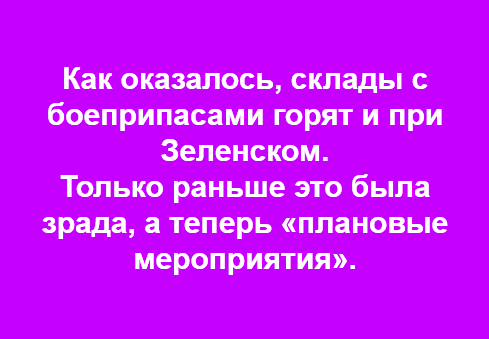 Как оказалось, склады с
боеприпасами горят и при
Зеленском.
Только раньше это была
зрада, а теперь «плановые
мероприятия».